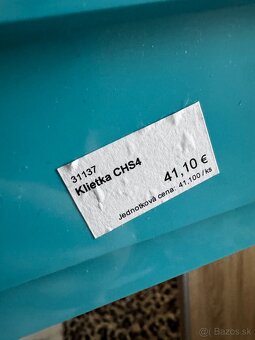 31137
Klietka CHS4
41,10 €
Jednotková cena: 41,100 / ks
Bazos.sk